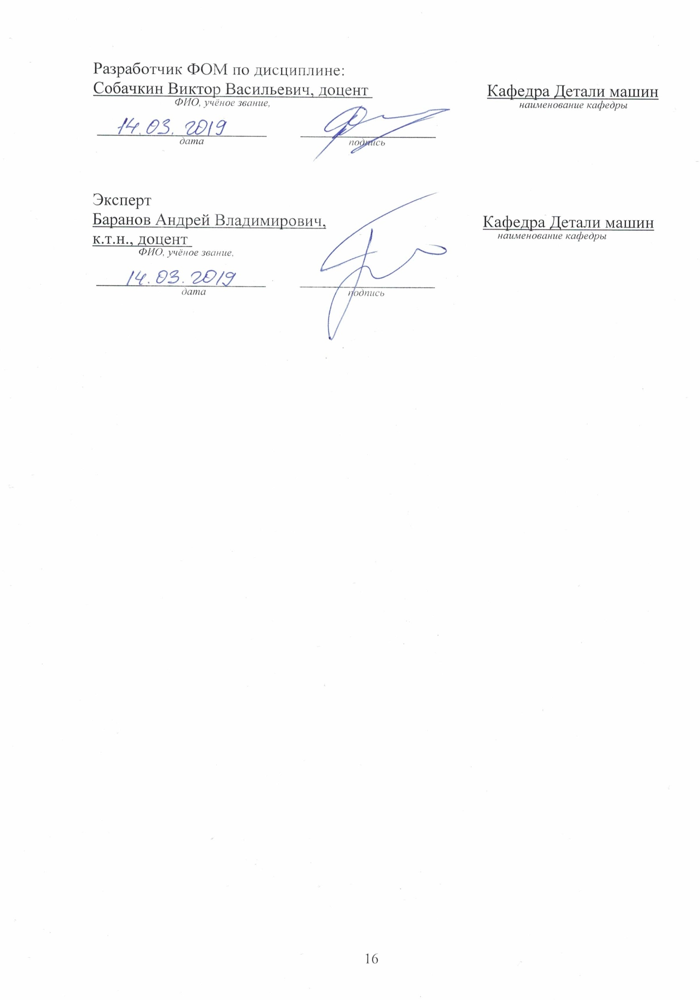 Разработчик ФОМ по дисциплине:
Собачкин Виктор Васильевич, доцент Кафедра Детали машин
ФИО, учёное звание, наименование кафедры
14.03.2019
дата подпись
Эксперт
Баранов Андрей Владимирович, Кафедра Детали машин
к.т.н., доцент наименование кафедры
ФИО, учёное звание,
14.03.2019
дата подпись
16